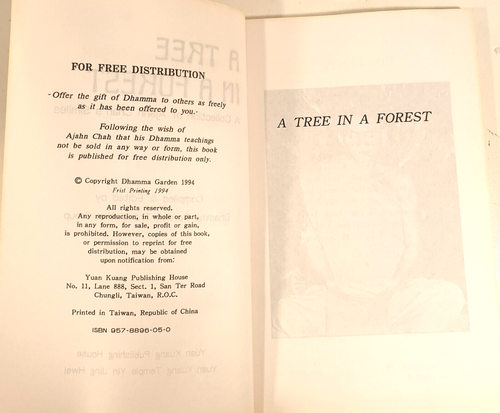 FOR FREE DISTRIBUTION
- Offer the gift of Dhamma to others as freely
as it has been offered to you.-
Following the wish of
Ajahn Chah that his Dhamma teachings
not be sold in any way or form, this book
is published for free distribution only.
© Copyright Dhamma Garden 1994
Frist Printing 1994
All rights reserved.
Any reproduction, in whole or part,
in any form, for sale, profit or gain,
is prohibited. However, copies of this book,
or permission to reprint for free
distribution, may be obtained
upon notification from:
Yuan Kuang Publishing House
No. 11, Lane 888, Sect. 1, San Ter Road
Chungli, Taiwan, R.O.C.
Printed in Taiwan, Republic of China
ISBN 957-8896-05-0
A TREE IN A FOREST